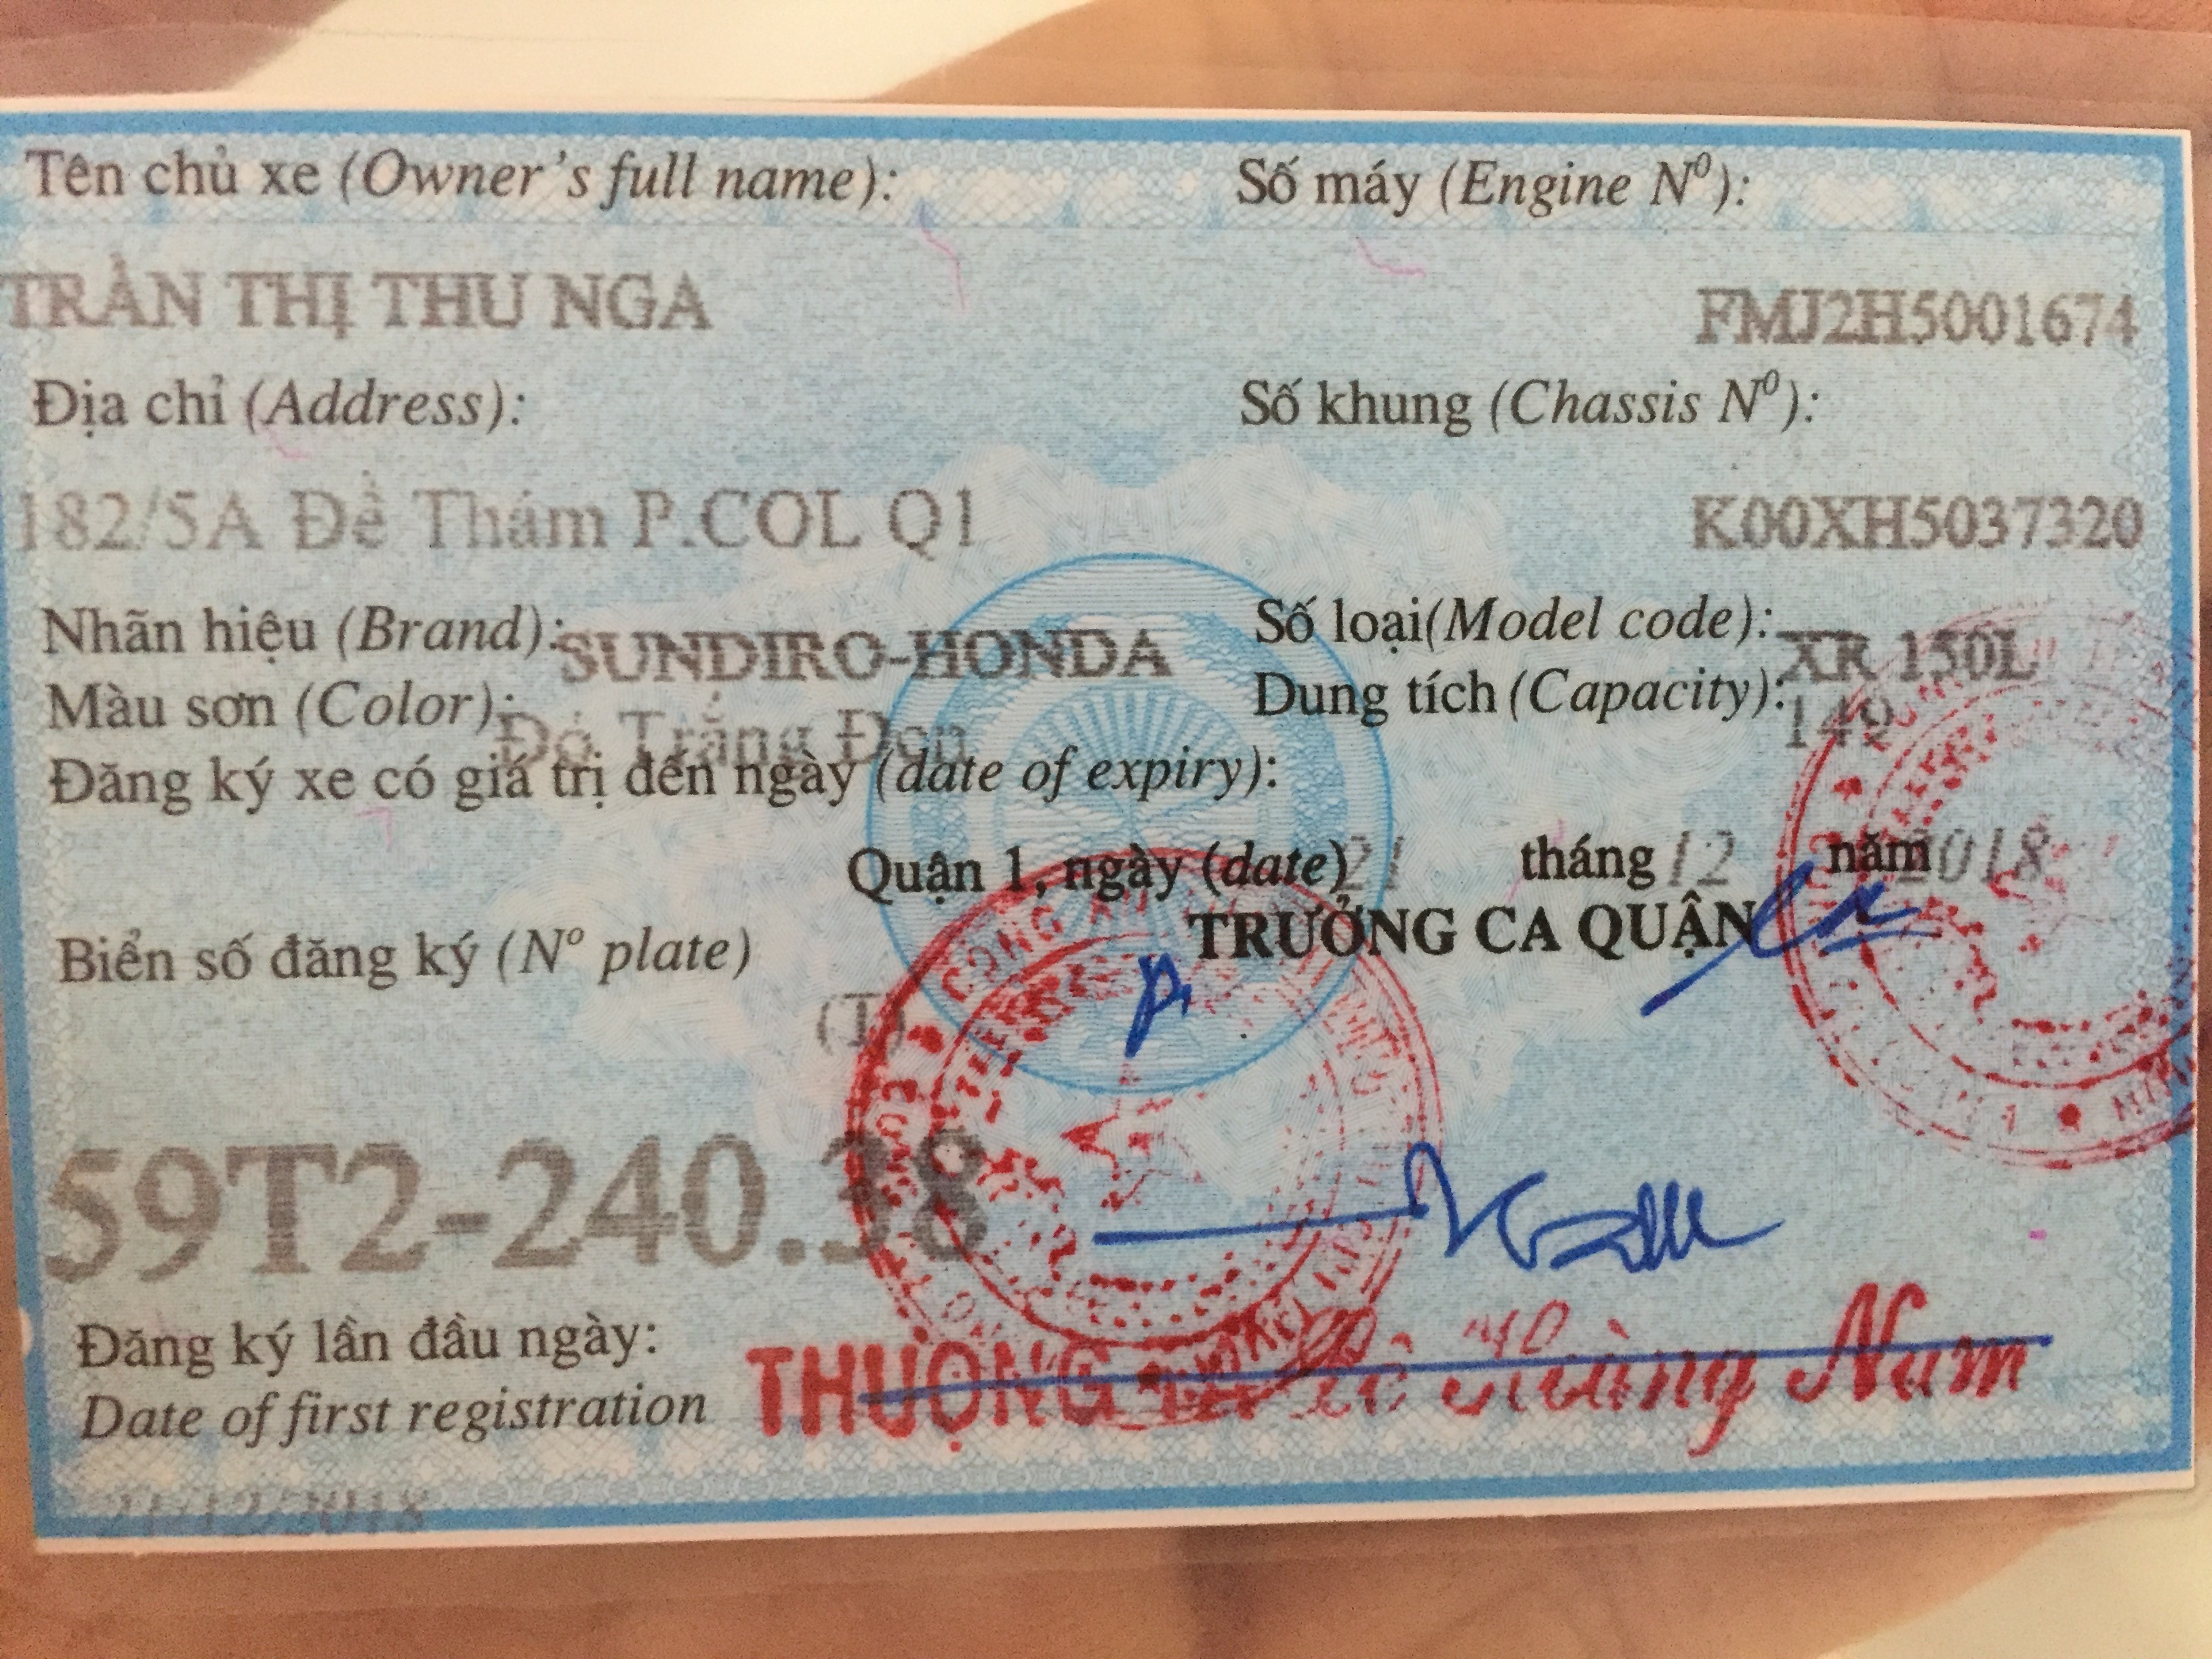 Tên chủ xe (Owner's full name): Số máy (Engine Nº):
TRẦN THỊ THU NGA FMJ2H5001674
Địa chỉ (Address): Số khung (Chassis Nº):
182/5A Đề Thám P.COL Q1 K00XH5037320
Nhãn hiệu (Brand): SUNDIRO-HONDA Số loại (Model code): XR 150L
Màu sơn (Color): Đỏ Trắng Đen Dung tích (Capacity): 149
Đăng ký xe có giá trị đến ngày (date of expiry):
Quận 1, ngày (date) 21 tháng 12 năm 2018
Biển số đăng ký (Nº plate) TRƯỞNG CA QUẬN
59T2-240.38
Đăng ký lần đầu ngày:
Date of first registration
THƯỢNG